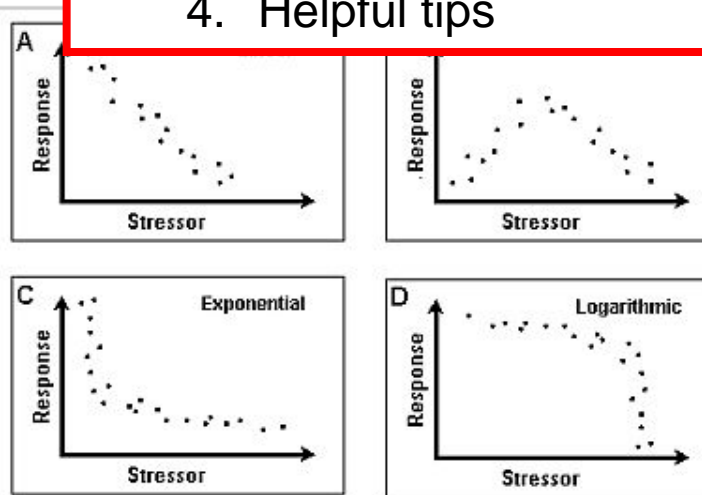 4. Helpful tips
A
Response
Stressor
Response
Stressor
C
Exponential
Response
Stressor
D
Logarithmic
Response
Stressor